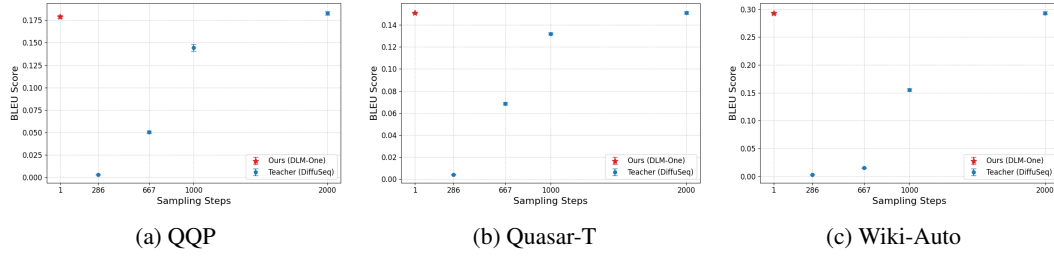 0.175
0.150
0.125
0.100
0.075
0.050
0.025
0.000
BLEU Score
1 286 667 1000 2000
Sampling Steps
Ours (DLM-One)
Teacher (DiffuSeq)
(a) QQP
0.14
0.12
0.10
0.08
0.06
0.04
0.02
0.00
BLEU Score
1 286 667 1000 2000
Sampling Steps
Ours (DLM-One)
Teacher (DiffuSeq)
(b) Quasar-T
0.30
0.25
0.20
0.15
0.10
0.05
0.00
BLEU Score
1 286 667 1000 2000
Sampling Steps
Ours (DLM-One)
Teacher (DiffuSeq)
(c) Wiki-Auto